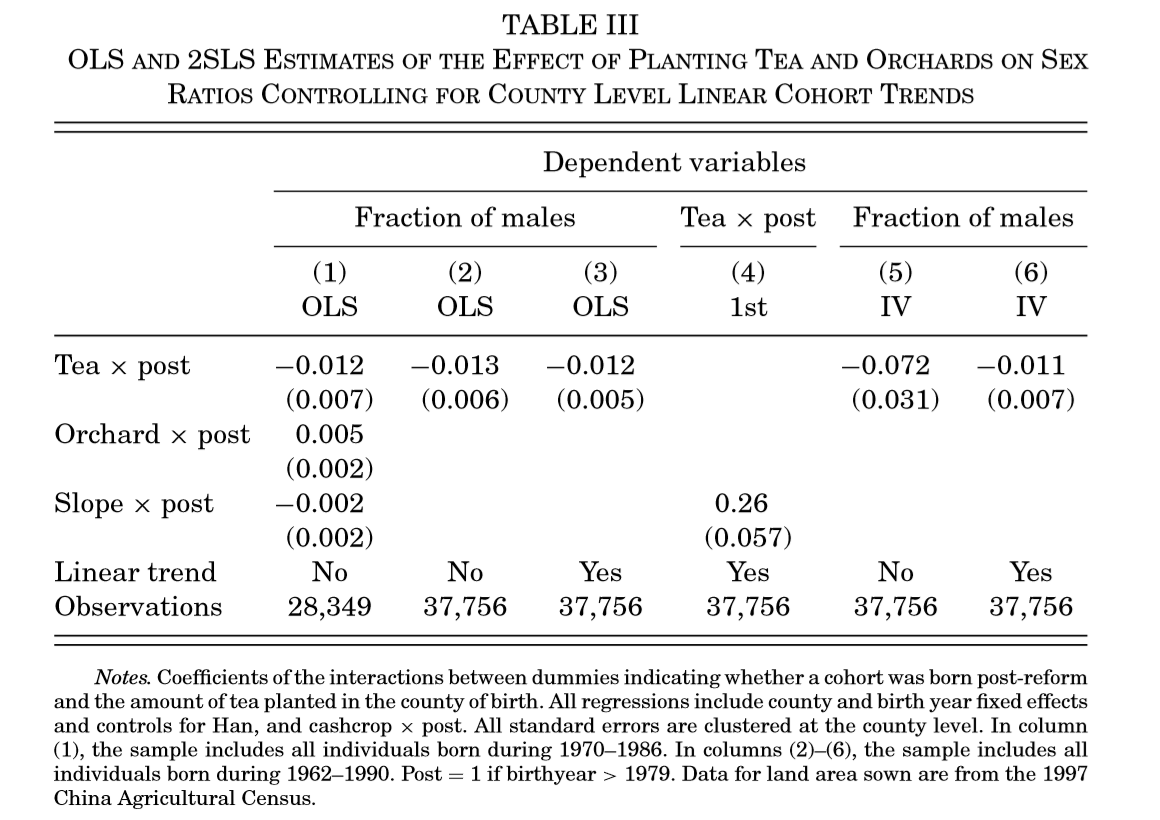 TABLE III
OLS AND 2SLS ESTIMATES OF THE EFFECT OF PLANTING TEA AND ORCHARDS ON SEX
RATIOS CONTROLLING FOR COUNTY LEVEL LINEAR COHORT TRENDS
Dependent variables
Fraction of males Tea × post Fraction of males
(1) (2) (3) (4) (5) (6)
OLS OLS OLS 1st IV IV
Tea × post −0.012 −0.013 −0.012 −0.072 −0.011
(0.007) (0.006) (0.005) (0.031) (0.007)
Orchard × post 0.005
(0.002)
Slope × post −0.002 0.26
(0.002) (0.057)
Linear trend No No Yes Yes No Yes
Observations 28,349 37,756 37,756 37,756 37,756 37,756
Notes. Coefficients of the interactions between dummies indicating whether a cohort was born post-reform
and the amount of tea planted in the county of birth. All regressions include county and birth year fixed effects
and controls for Han, and cashcrop × post. All standard errors are clustered at the county level. In column
(1), the sample includes all individuals born during 1970–1986. In columns (2)–(6), the sample includes all
individuals born during 1962–1990. Post = 1 if birthyear > 1979. Data for land area sown are from the 1997
China Agricultural Census.